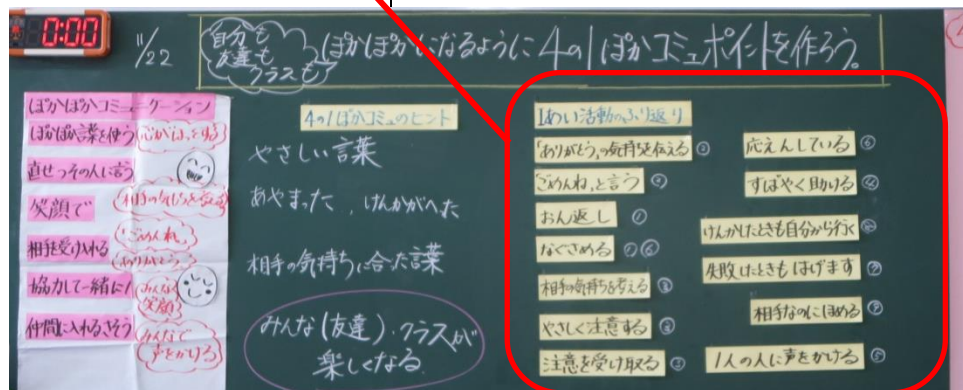 0:00
11/22
自分も
友達も
クラスも
ぽかぽかになるように4の1ぽかコミュポイントを作ろう。
ぽかぽかコミュニケーション
ぽかぽか言葉を使う
心がほっとする
直せつその人に言う
笑顔で
相手の気持ちを考える
相手を受け入れる
「ごめんね」
ありがとう
協力して一緒に!
みんな
笑顔
仲間に入れる、さそう
みんなで
声をかける
4の1ぽかコミュのヒント
やさしい言葉
あやまった、けんかがへった
相手の気持ちに合った言葉
みんな(友達)・クラスが
楽しくなる
「ありがとう」の気持ちを伝える
「ごめんね」と言う
おん返し ①
なぐさめる ①⑥
相手の気持ちを考える
やさしく注意する ③
注意を受け取る
応えんしている
すばやく助ける
けんかしたときも自分から行く
失敗したときもはげます
相手なのにほめる
1人の人に声をかける ⑤